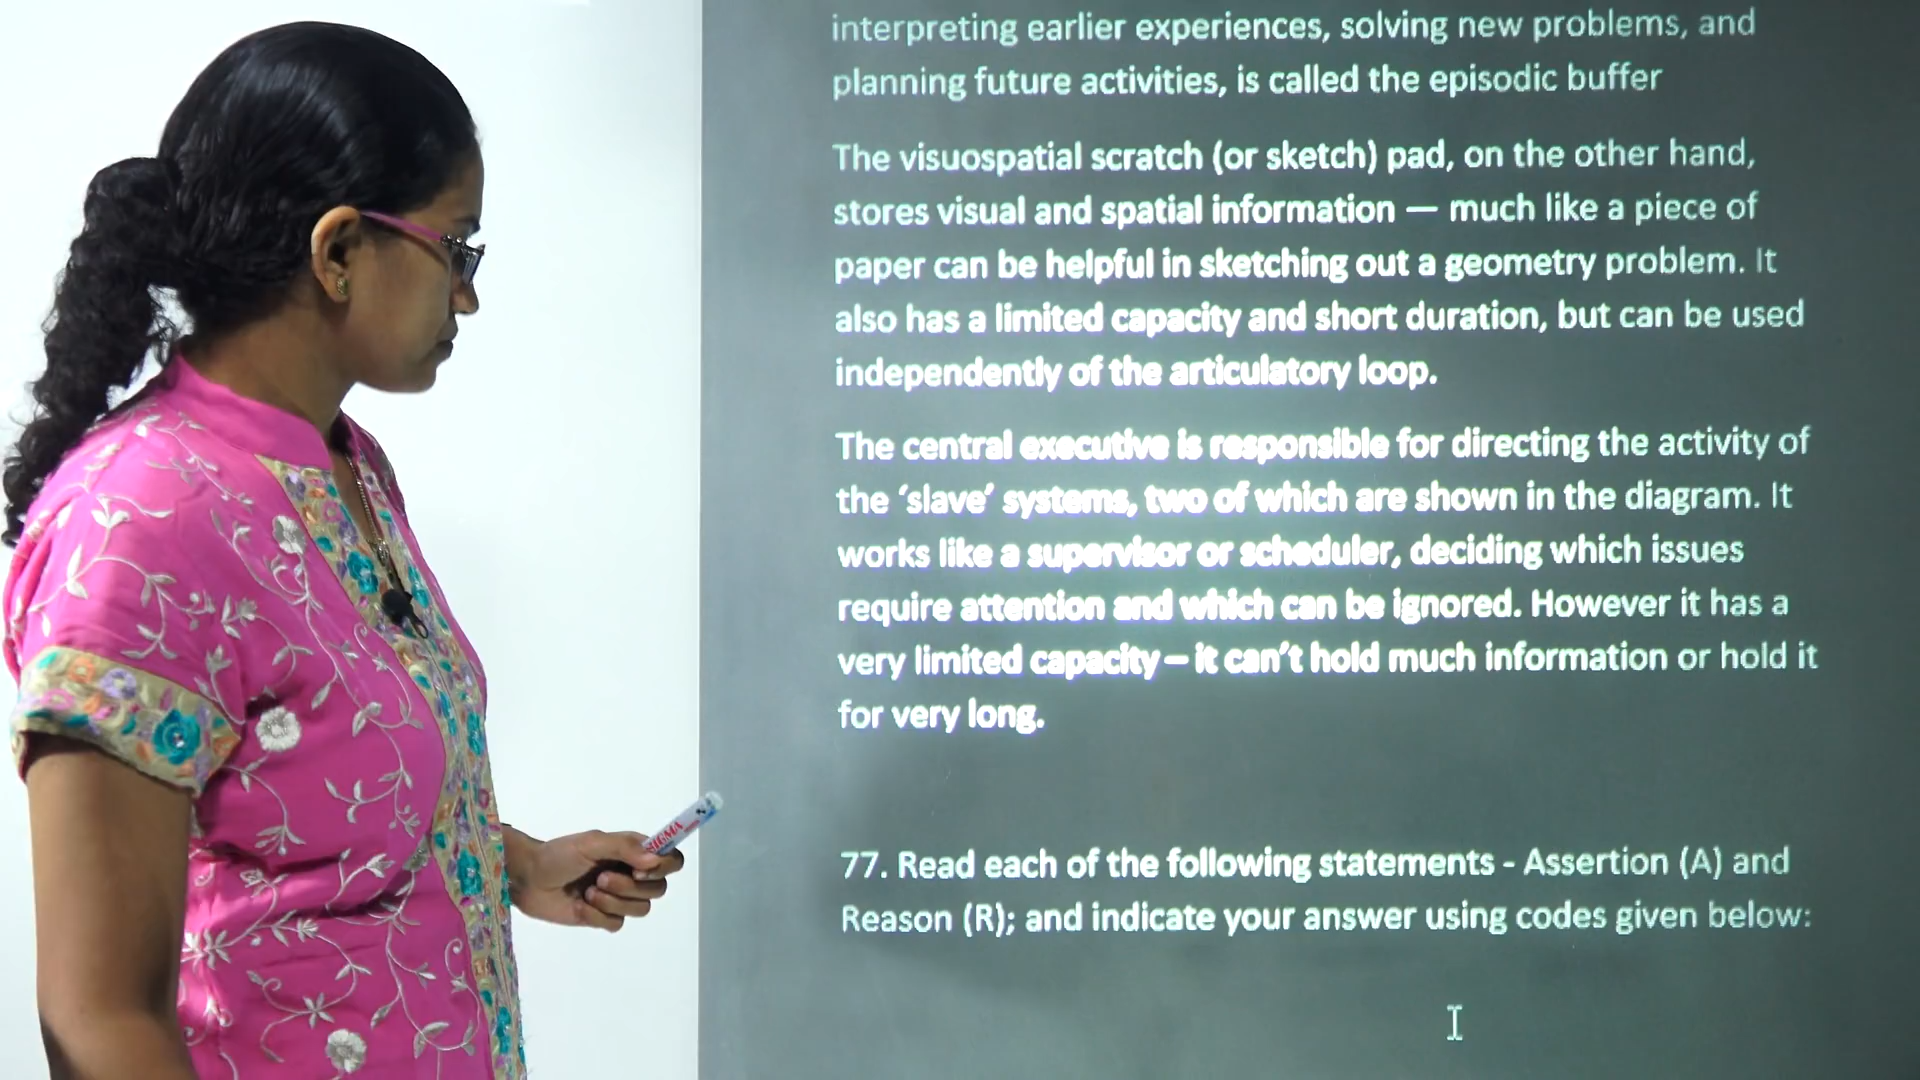 interpreting earlier experiences, solving new problems, and
planning future activities, is called the episodic buffer
The visuospatial scratch (or sketch) pad, on the other hand,
stores visual and spatial information — much like a piece of
paper can be helpful in sketching out a geometry problem. It
also has a limited capacity and short duration, but can be used
independently of the articulatory loop.
The central executive is responsible for directing the activity of
the ‘slave’ systems, two of which are shown in the diagram. It
works like a supervisor or scheduler, deciding which issues
require attention and which can be ignored. However it has a
very limited capacity – it can’t hold much information or hold it
for very long.
SIGMA
77. Read each of the following statements - Assertion (A) and
Reason (R); and indicate your answer using codes given below: